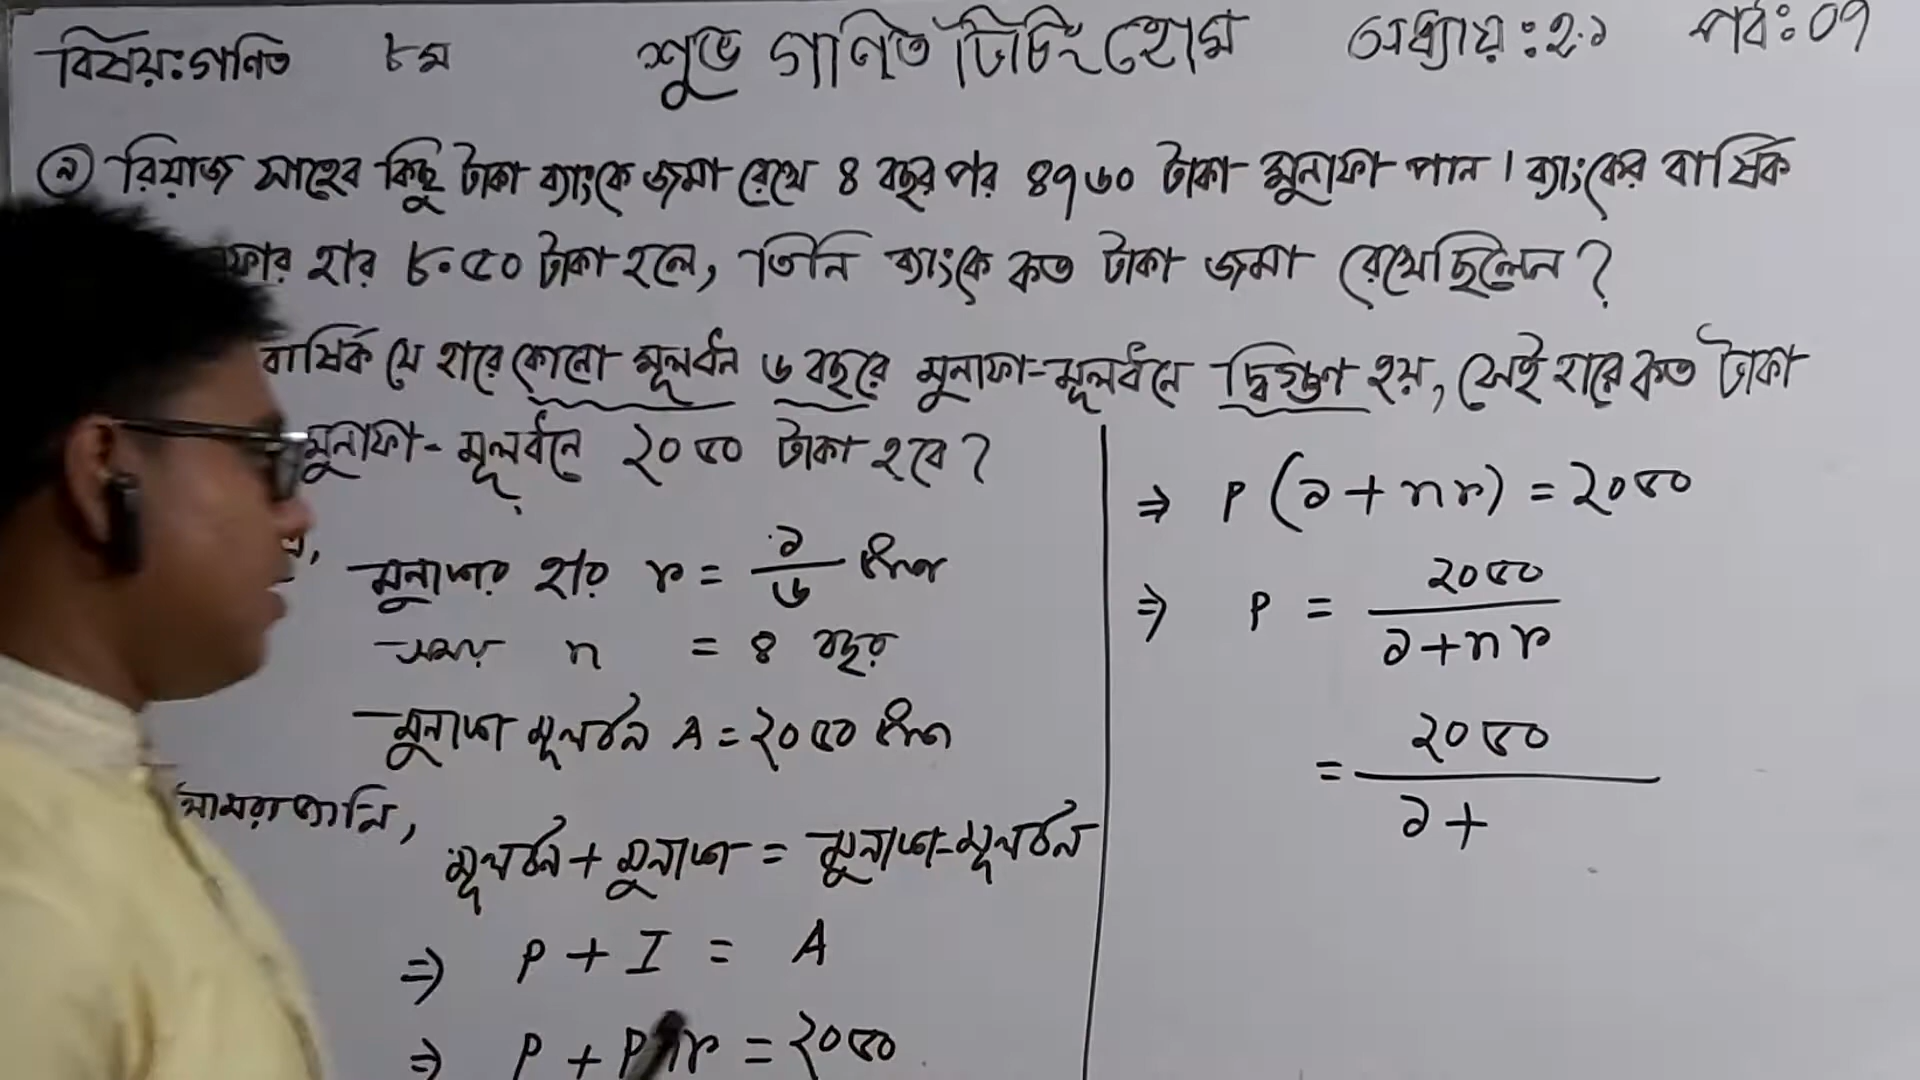 বিষয়ঃগণিত ৮ম শুভ গণিত টিচিং হোম অধ্যায়ঃ২.১ পর্বঃ০৭
৯ রিয়াজ সাহেব কিছু টাকা ব্যাংকে জমা রেখে ৪ বছর পর ৪৭৬০ টাকা মুনাফা পান। ব্যাংকের বার্ষিক
ফার হার ৮.৫০ টাকা হলে, তিনি ব্যাংকে কত টাকা জমা রেখেছিলেন?
বার্ষিক যে হারে কোনো মূলধন ৬ বছরে মুনাফা-মূলধনে দ্বিগুণ হয়, সেই হারে কত টাকা
মুনাফা-মূলধনে ২০৫০ টাকা হবে?
মুনাফার হার r = ১/৬ টাকা
সময় n = ৪ বছর
মুনাফা মূলধন A = ২০৫০ টাকা
আমরা জানি,
মূলধন + মুনাফা = মুনাফা-মূলধন
⇒ P + I = A
⇒ P + Pnr = ২০৫০
⇒ P (১ + nr) = ২০৫০
⇒ P = ২০৫০/১+nr
= ২০৫০/১+